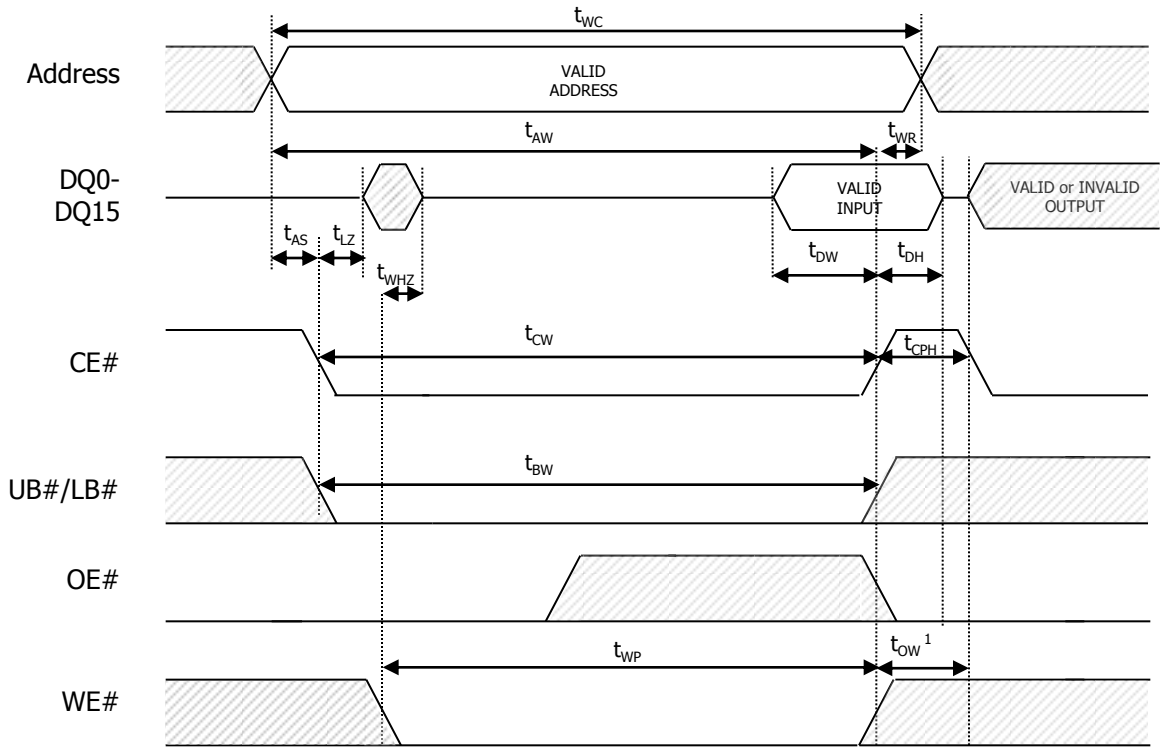 tWC
Address
VALID
ADDRESS
tAW
tWR
DQ0-
DQ15
VALID
INPUT
VALID or INVALID
OUTPUT
tAS
tLZ
tDW
tDH
tWHZ
CE#
tCW
tCPH
UB#/LB#
tBW
OE#
tWP
tOW 1
WE#